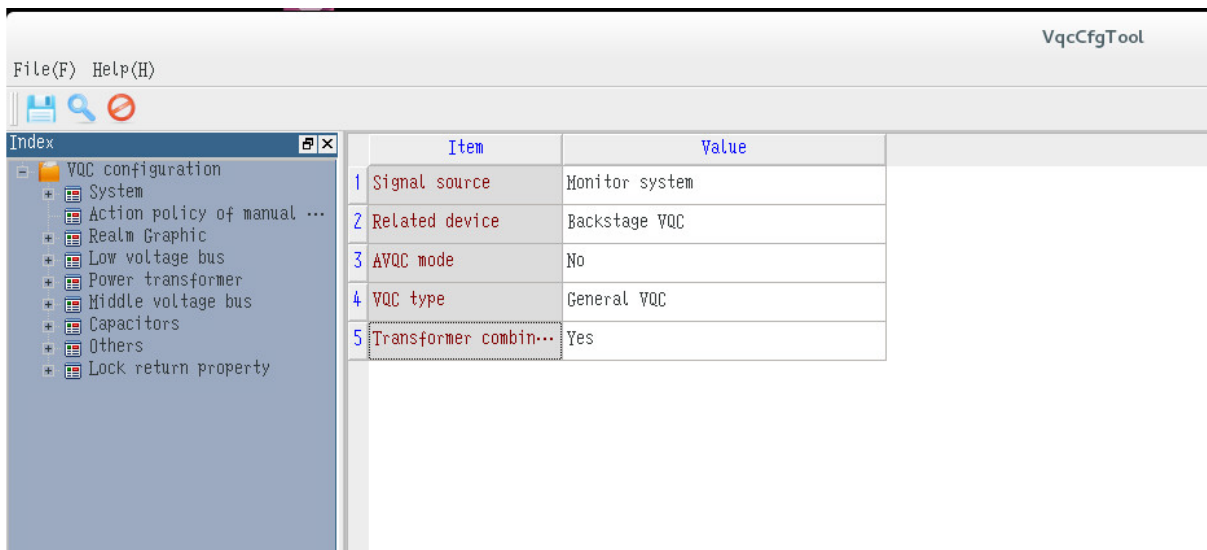 VqcCfgTool
File(F) Help(H)
Index
VQC configuration
System
Action policy of manual ...
Realm Graphic
Low voltage bus
Power transformer
Middle voltage bus
Capacitors
Others
Lock return property
Item Value
1 Signal source Monitor system
2 Related device Backstage VQC
3 AVQC mode No
4 VQC type General VQC
5 Transformer combin... Yes